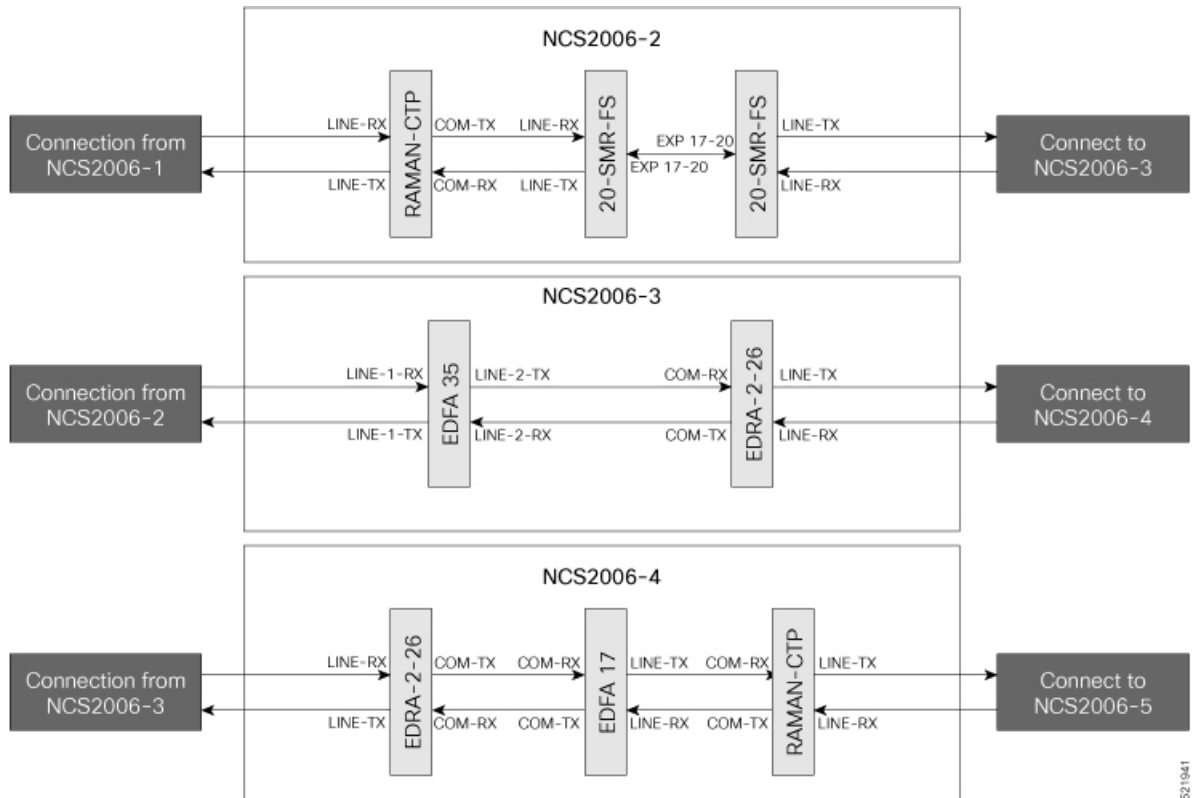 NCS2006-2
Connection from
NCS2006-1
LINE-RX
LINE-TX
RAMAN-CTP
COM-TX
COM-RX
LINE-RX
LINE-TX
20-SMR-FS
EXP 17-20
EXP 17-20
20-SMR-FS
LINE-TX
LINE-RX
Connect to
NCS2006-3
NCS2006-3
Connection from
NCS2006-2
LINE-1-RX
LINE-1-TX
EDFA 35
LINE-2-TX
LINE-2-RX
COM-RX
COM-TX
EDRA-2-26
LINE-TX
LINE-RX
Connect to
NCS2006-4
NCS2006-4
Connection from
NCS2006-3
LINE-RX
LINE-TX
EDRA-2-26
COM-TX
COM-RX
COM-RX
COM-TX
EDFA 17
LINE-TX
LINE-RX
COM-RX
COM-TX
RAMAN-CTP
LINE-TX
LINE-RX
Connect to
NCS2006-5
521941